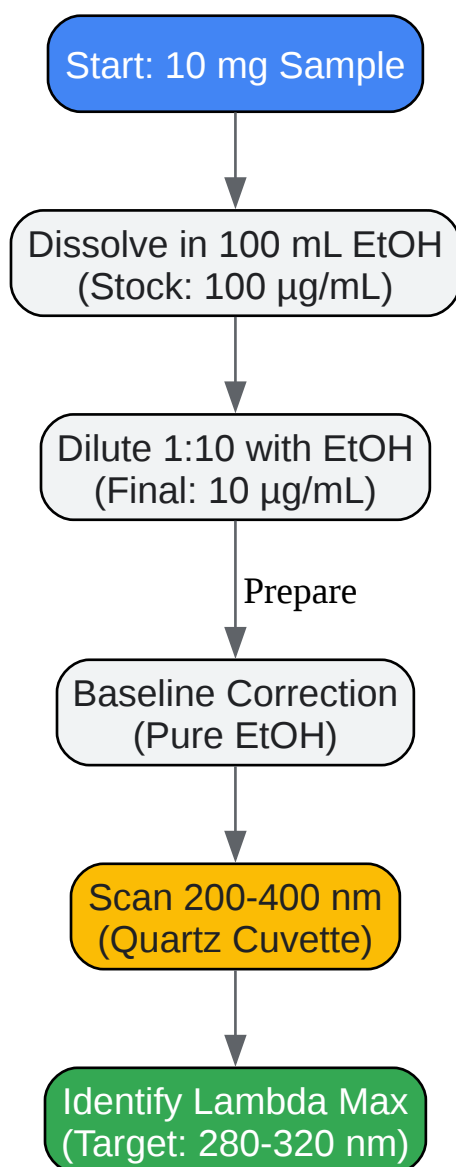 Start: 10 mg Sample
Dissolve in 100 mL EtOH
(Stock: 100 µg/mL)
Dilute 1:10 with EtOH
(Final: 10 µg/mL)
Prepare
Baseline Correction
(Pure EtOH)
Scan 200-400 nm
(Quartz Cuvette)
Identify Lambda Max
(Target: 280-320 nm)